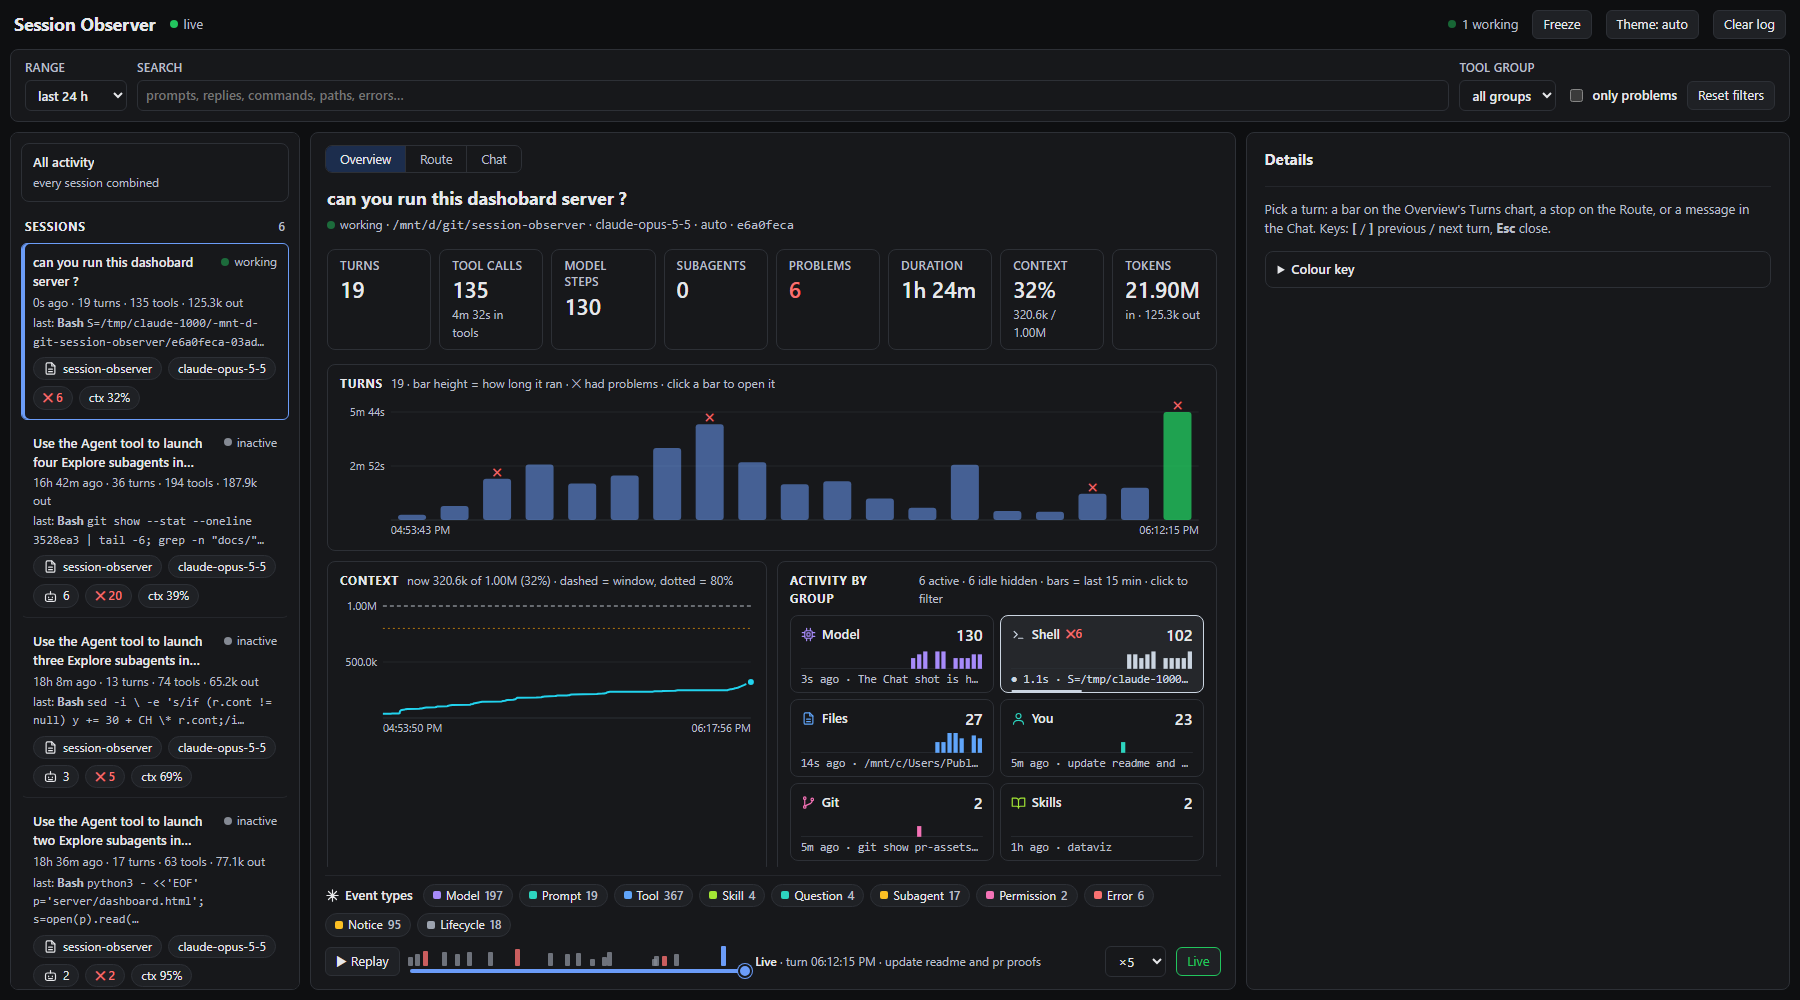 Session Observer
live
1 working
Freeze
Theme: auto
Clear log
RANGE
last 24 h
SEARCH
prompts, replies, commands, paths, errors...
TOOL GROUP
all groups
only problems
Reset filters
All activity
every session combined
SESSIONS
6
can you run this dashobard server ?
working
0s ago · 19 turns · 135 tools · 125.3k out
last: Bash S=/tmp/claude-1000/-mnt-d-
git-session-observer/e6a0feca-03ad…
session-observer
claude-opus-5-5
6
ctx 32%
Use the Agent tool to launch
four Explore subagents in...
inactive
16h 42m ago · 36 turns · 194 tools · 187.9k
out
last: Bash git show --stat --oneline
3528ea3 | tail -6; grep -n "docs/"…
session-observer
claude-opus-5-5
6
20
ctx 39%
Use the Agent tool to launch
three Explore subagents in...
inactive
18h 8m ago · 13 turns · 74 tools · 65.2k out
last: Bash sed -i \ -e 's/if (r.cont !=
null) y += 30 + CH \* r.cont;/i…
session-observer
claude-opus-5-5
3
5
ctx 69%
Use the Agent tool to launch
two Explore subagents in...
inactive
18h 36m ago · 17 turns · 63 tools · 77.1k out
last: Bash python3 - <<'EOF'
p='server/dashboard.html';
s=open(p).read(…
session-observer
claude-opus-5-5
2
2
ctx 95%
Overview
Route
Chat
can you run this dashobard server ?
working · /mnt/d/git/session-observer · claude-opus-5-5 · auto · e6a0feca
TURNS
19
TOOL CALLS
135
4m 32s in
tools
MODEL
STEPS
130
SUBAGENTS
0
PROBLEMS
6
DURATION
1h 24m
CONTEXT
32%
320.6k /
1.00M
TOKENS
21.90M
in · 125.3k out
TURNS 19 · bar height = how long it ran · ✕ had problems · click a bar to open it
5m 44s
2m 52s
04:53:43 PM
06:12:15 PM
CONTEXT now 320.6k of 1.00M (32%) · dashed = window, dotted = 80%
1.00M
500.0k
04:53:50 PM
06:17:56 PM
ACTIVITY BY
GROUP
6 active · 6 idle hidden · bars = last 15 min · click to
filter
Model
130
3s ago · The Chat shot is h…
Shell
6
102
1.1s · S=/tmp/claude-1000…
Files
27
14s ago · /mnt/c/Users/Publ…
You
23
5m ago · update readme and …
Git
2
5m ago · git show pr-assets…
Skills
2
1h ago · dataviz
Event types
Model 197
Prompt 19
Tool 367
Skill 4
Question 4
Subagent 17
Permission 2
Error 6
Notice 95
Lifecycle 18
Replay
Live · turn 06:12:15 PM · update readme and pr proofs
×5
Live
Details
Pick a turn: a bar on the Overview's Turns chart, a stop on the Route, or a message in
the Chat. Keys: [ / ] previous / next turn, Esc close.
Colour key